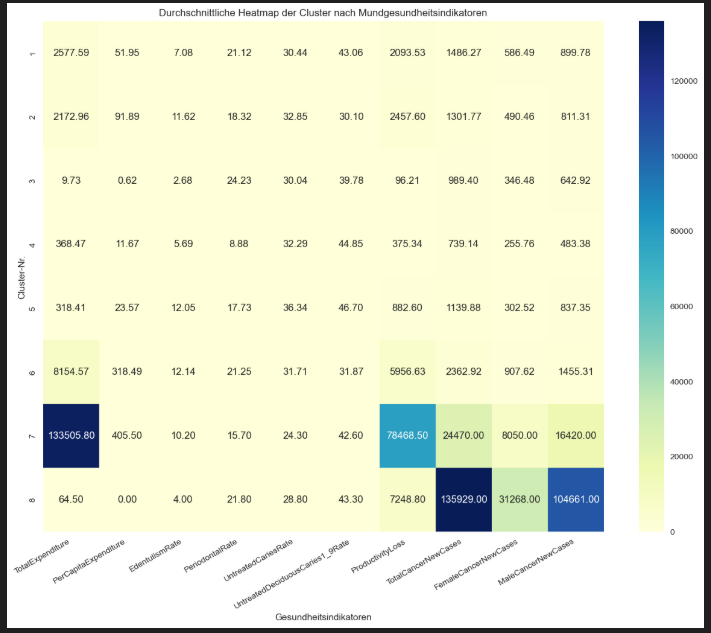 Durchschnittliche Heatmap der Cluster nach Mundgesundheitsindikatoren
1 2577.59 51.95 7.08 21.12 30.44 43.06 2093.53 1486.27 586.49 899.78
2 2172.96 91.89 11.62 18.32 32.85 30.10 2457.60 1301.77 490.46 811.31
3 9.73 0.62 2.68 24.23 30.04 39.78 96.21 989.40 346.48 642.92
4 368.47 11.67 5.69 8.88 32.29 44.85 375.34 739.14 255.76 483.38
5 318.41 23.57 12.05 17.73 36.34 46.70 882.60 1139.88 302.52 837.35
6 8154.57 318.49 12.14 21.25 31.71 31.87 5956.63 2362.92 907.62 1455.31
7 133505.80 405.50 10.20 15.70 24.30 42.60 78468.50 24470.00 8050.00 16420.00
8 64.50 0.00 4.00 21.80 28.80 43.30 7248.80 135929.00 31268.00 104661.00
Cluster-Nr.
TotalExpenditure
PerCapitaExpenditure
EdentulismRate
PeriodontalRate
UntreatedCariesRate
UntreatedDeciduousCaries1_9Rate
ProductivityLoss
TotalCancerNewCases
FemaleCancerNewCases
MaleCancerNewCases
Gesundheitsindikatoren
120000
100000
80000
60000
40000
20000
0